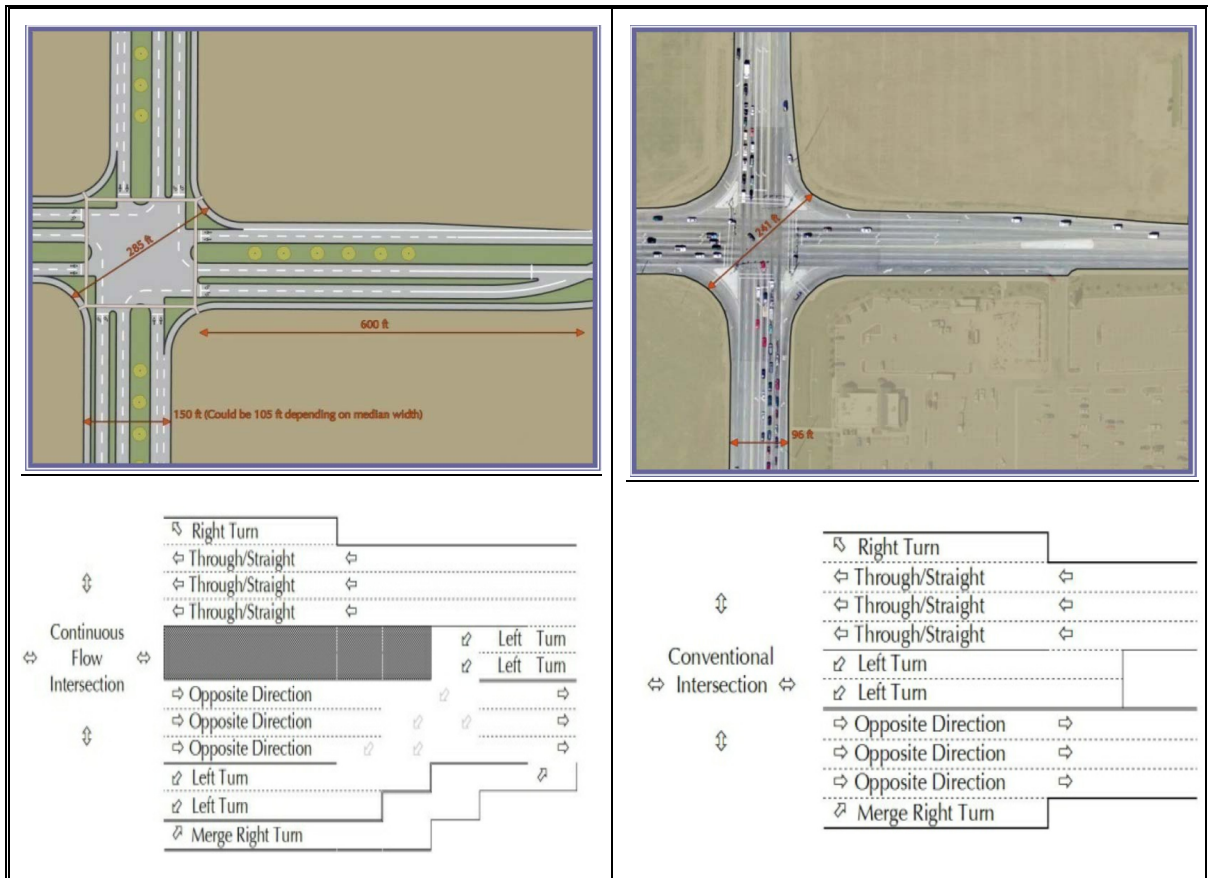 285 ft
600 ft
150 ft (Could be 105 ft depending on median width)
241 ft
96 ft
⇖ Right Turn
⇦ Through/Straight ⇦
⇦ Through/Straight ⇦
⇦ Through/Straight ⇦
Continuous
Flow
Intersection
Left Turn
Left Turn
⇨ Opposite Direction ⇨
⇨ Opposite Direction ⇨
⇨ Opposite Direction ⇨
Left Turn
Left Turn
Merge Right Turn
Right Turn
⇦ Through/Straight ⇦
⇦ Through/Straight ⇦
⇦ Through/Straight ⇦
Conventional
Intersection
Left Turn
Left Turn
⇨ Opposite Direction ⇨
⇨ Opposite Direction ⇨
⇨ Opposite Direction ⇨
Merge Right Turn